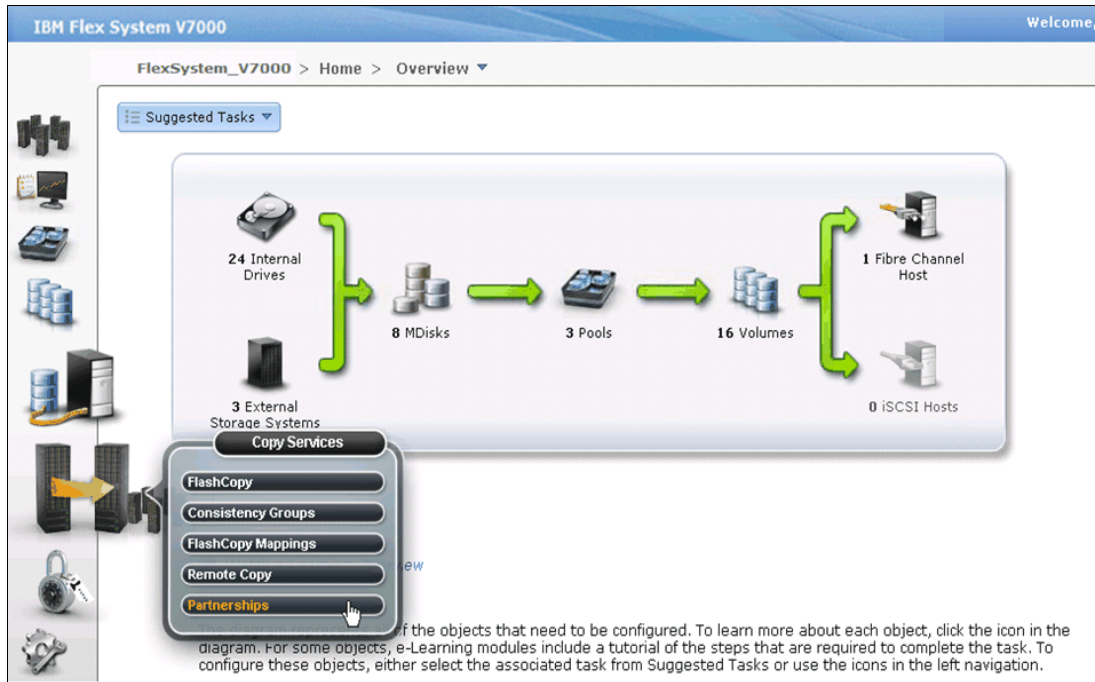 IBM Flex System V7000
Welcome,
FlexSystem_V7000 > Home > Overview
Suggested Tasks
24 Internal
Drives
3 External
Storage Systems
8 MDisks
3 Pools
16 Volumes
1 Fibre Channel
Host
0 iSCSI Hosts
Copy Services
FlashCopy
Consistency Groups
FlashCopy Mappings
Remote Copy
Partnerships
of the objects that need to be configured. To learn more about each object, click the icon in the
diagram. For some objects, e-Learning modules include a tutorial of the steps that are required to complete the task. To
configure these objects, either select the associated task from Suggested Tasks or use the icons in the left navigation.